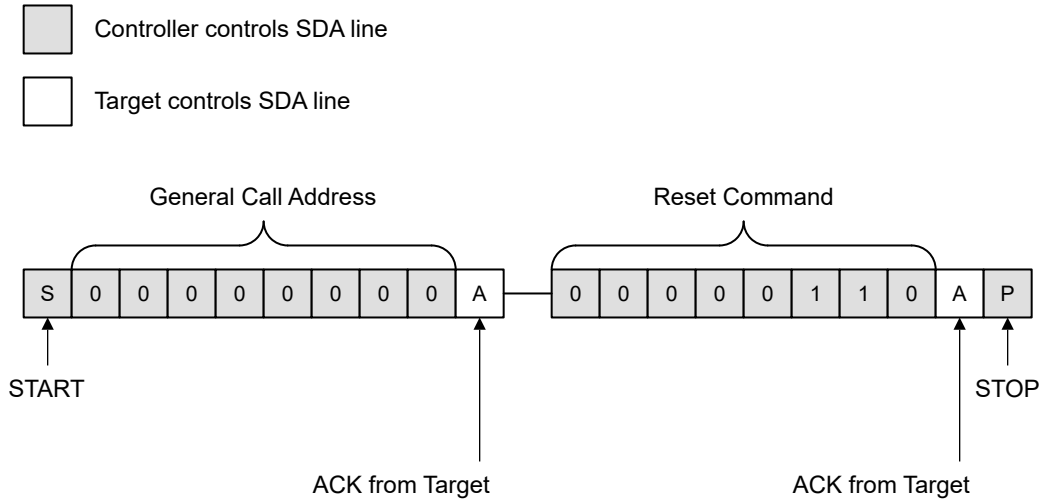 Controller controls SDA line
Target controls SDA line
General Call Address Reset Command
S 0 0 0 0 0 0 0 0 A 0 0 0 0 0 1 1 0 A P
START STOP
ACK from Target ACK from Target